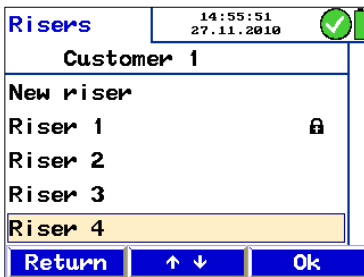 Risers
14:55:51
27.11.2010
Customer 1
New riser
Riser 1
Riser 2
Riser 3
Riser 4
Return ↑ ↓ Ok